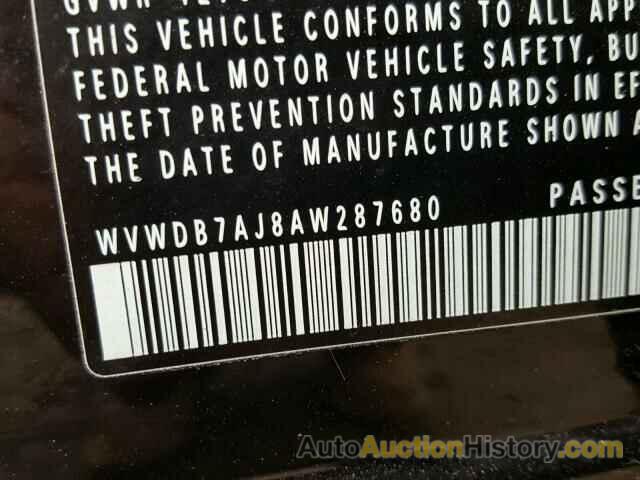 GVWR
THIS VEHICLE CONFORMS TO ALL APP
FEDERAL MOTOR VEHICLE SAFETY, BU
THEFT PREVENTION STANDARDS IN EF
THE DATE OF MANUFACTURE SHOWN A
WVWDB7AJ8AW287680 PASSE
AutoAuctionHistory.com